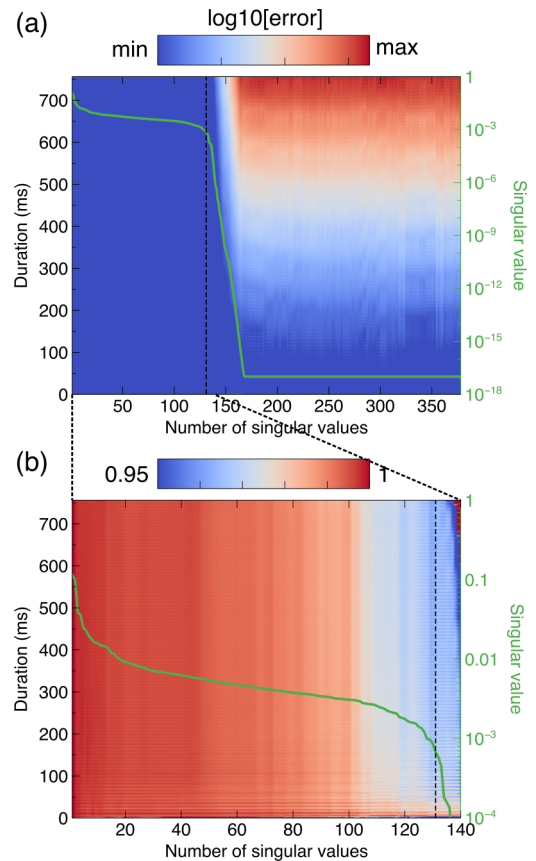 (a)
log10[error]
min
max
700
600
500
400
300
200
100
0
Duration (ms)
1
10⁻³
10⁻⁶
10⁻⁹
10⁻¹²
10⁻¹⁵
10⁻¹⁸
Singular value
50 100 150 200 250 300 350
Number of singular values
(b)
0.95
1
700
600
500
400
300
200
100
0
Duration (ms)
1
0.1
0.01
10⁻³
10⁻⁴
Singular value
20 40 60 80 100 120 140
Number of singular values